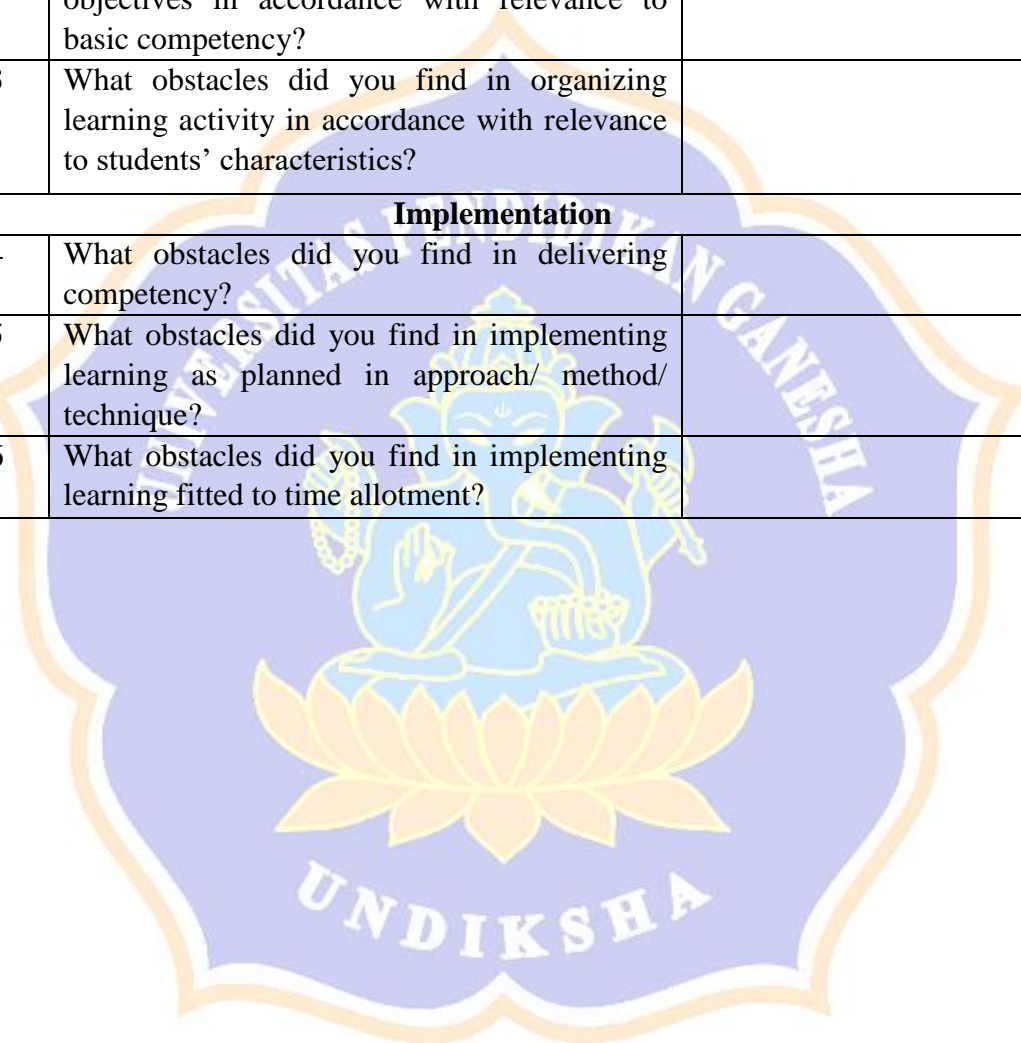 objectives in accordance with relevance to
basic competency?
What obstacles did you find in organizing
learning activity in accordance with relevance
to students' characteristics?
Implementation
What obstacles did you find in delivering
competency?
What obstacles did you find in implementing
learning as planned in approach/ method/
technique?
What obstacles did you find in implementing
learning fitted to time allotment?
UNIVERSITAS PENDIDIKAN GANESHA
UNDIKSHA